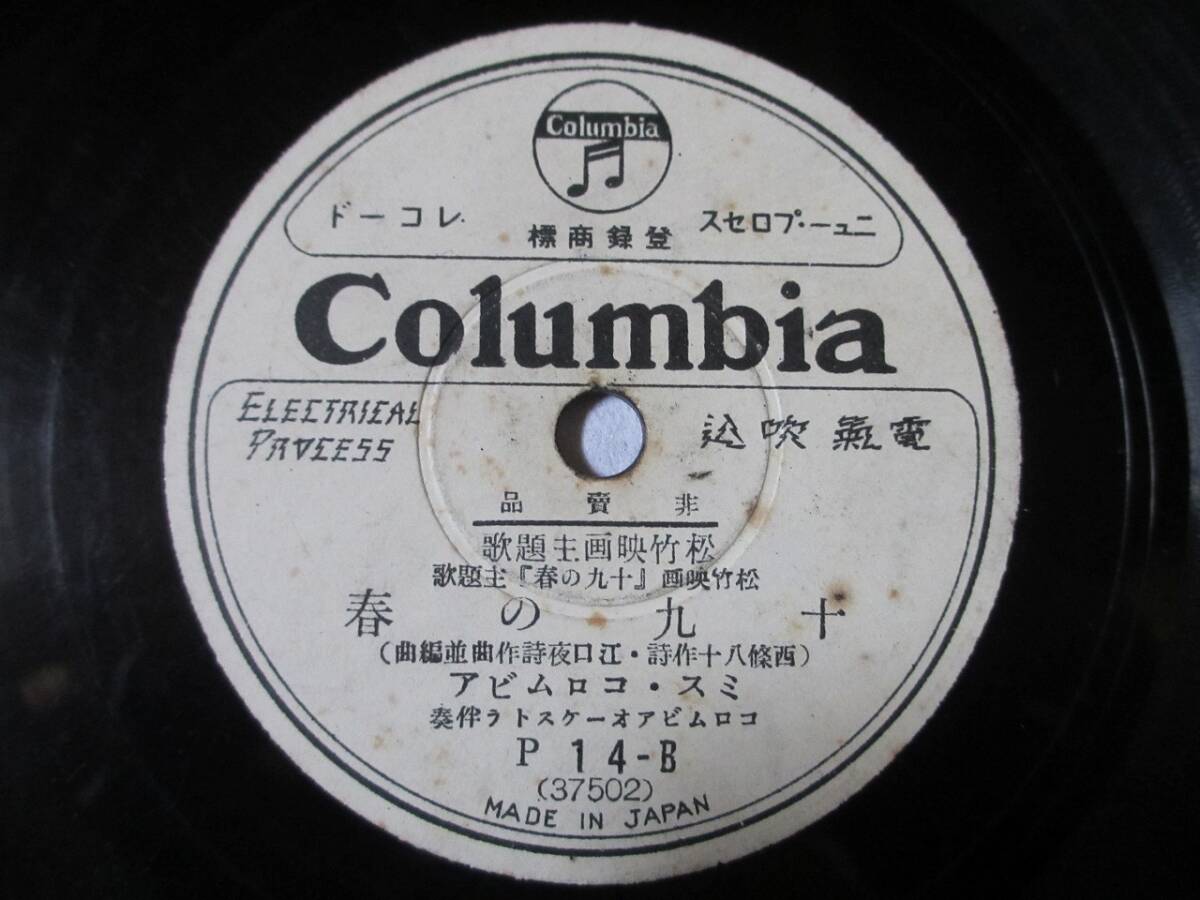 Columbia
ニュー・プロセス レコード
登録商標
Columbia
ELECTRICAL
PROCESS
電氣吹込
非賣品
松竹映画主題歌
松竹映画『十九の春』主題歌
十九の春
(西條八十作詩・江口夜詩作曲並編曲)
ミス・コロムビア
コロムビアオーケストラ伴奏
P 14-B
(37502)
MADE IN JAPAN